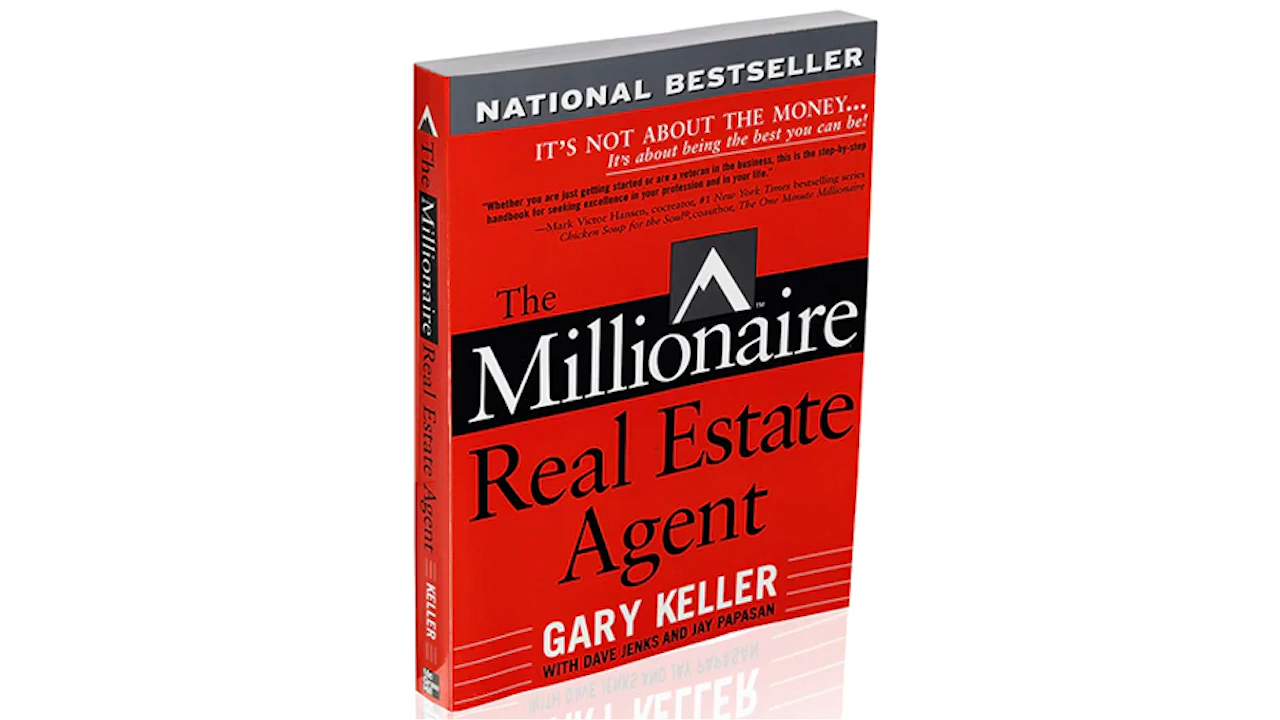 NATIONAL BESTSELLER
IT'S NOT ABOUT THE MONEY...
It's about being the best you can be!
"Whether you are just getting started or are a veteran in the business, this is the step-by-step
handbook for seeking excellence in your profession and in your life."
—Mark Victor Hansen, cocreator, #1 New York Times bestselling series
Chicken Soup for the Soul®, coauthor, The One Minute Millionaire
The
Millionaire™
Real Estate
Agent
GARY KELLER
WITH DAVE JENKS AND JAY PAPASAN
The Millionaire Real Estate Agent
KELLER